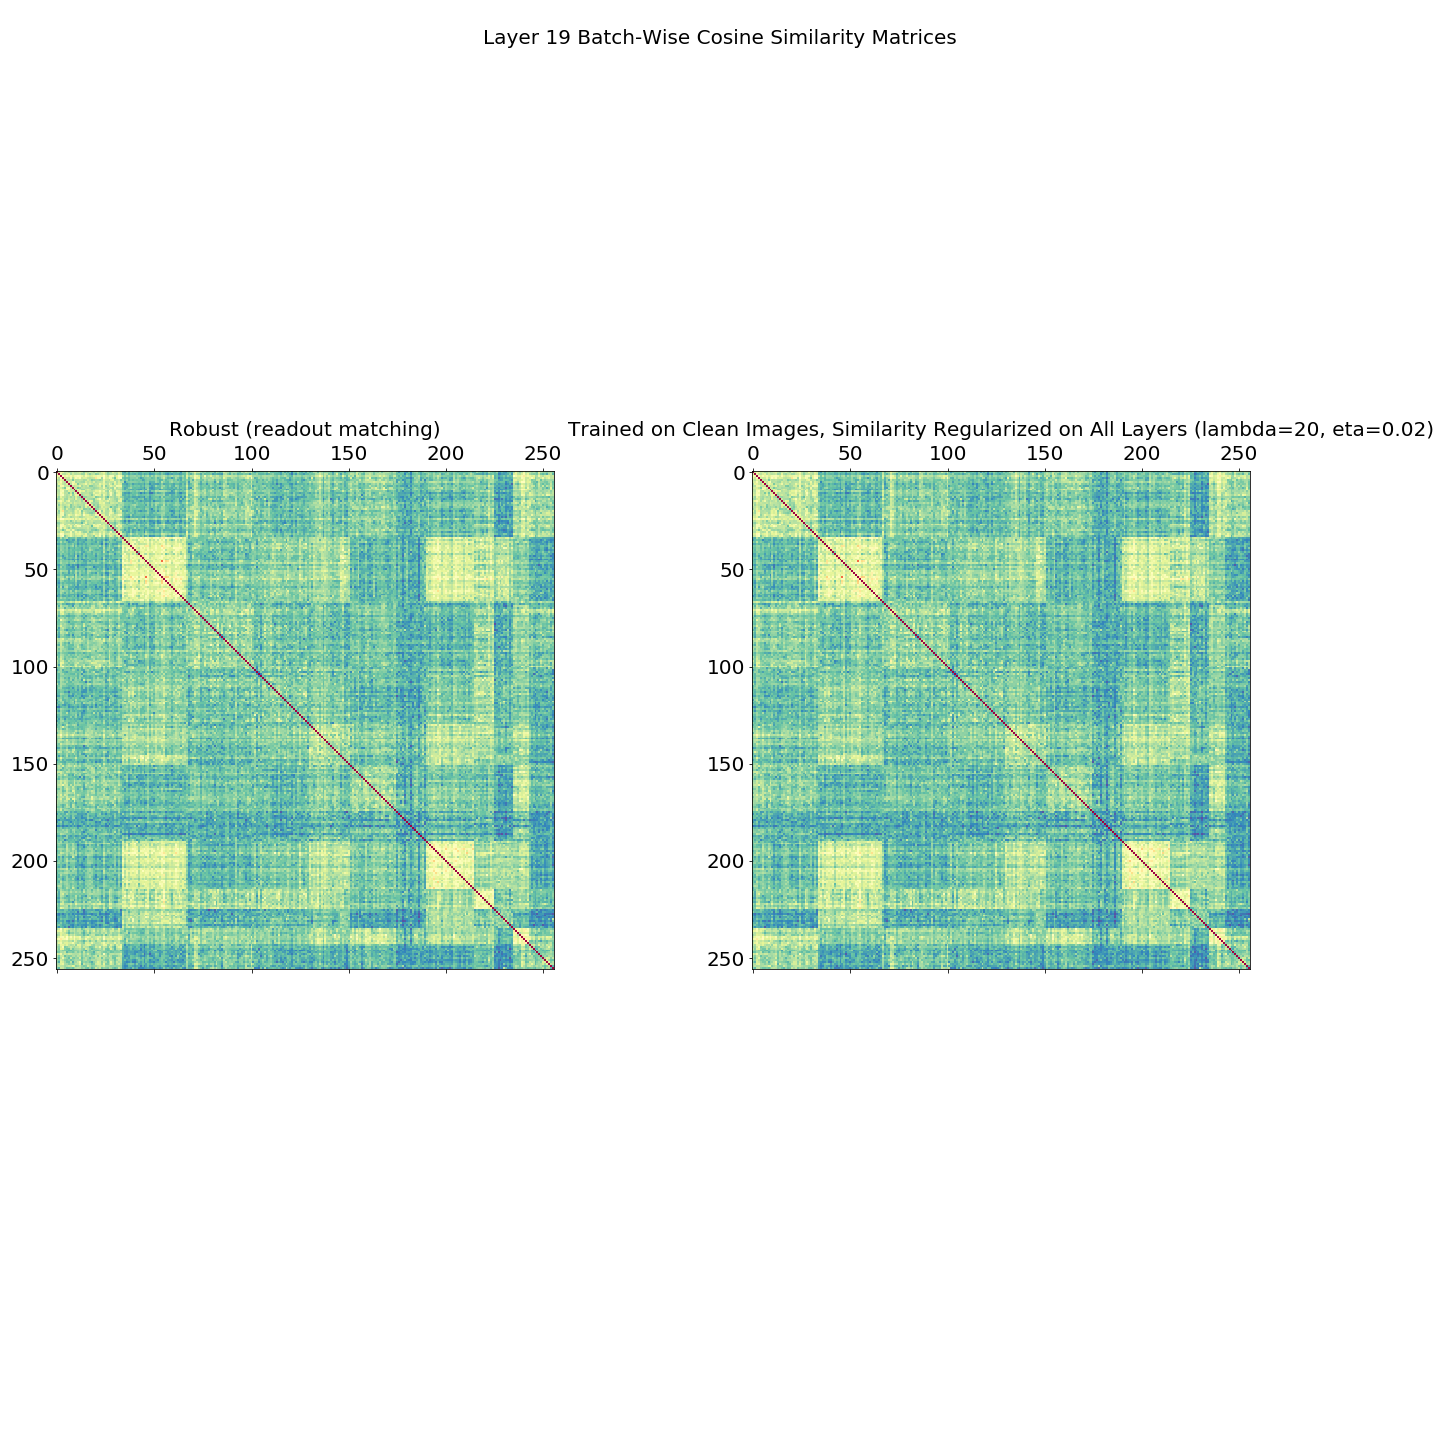 Layer 19 Batch-Wise Cosine Similarity Matrices
Robust (readout matching)
0 50 100 150 200 250
0
50
100
150
200
250
Trained on Clean Images, Similarity Regularized on All Layers (lambda=20, eta=0.02)
0 50 100 150 200 250
0
50
100
150
200
250